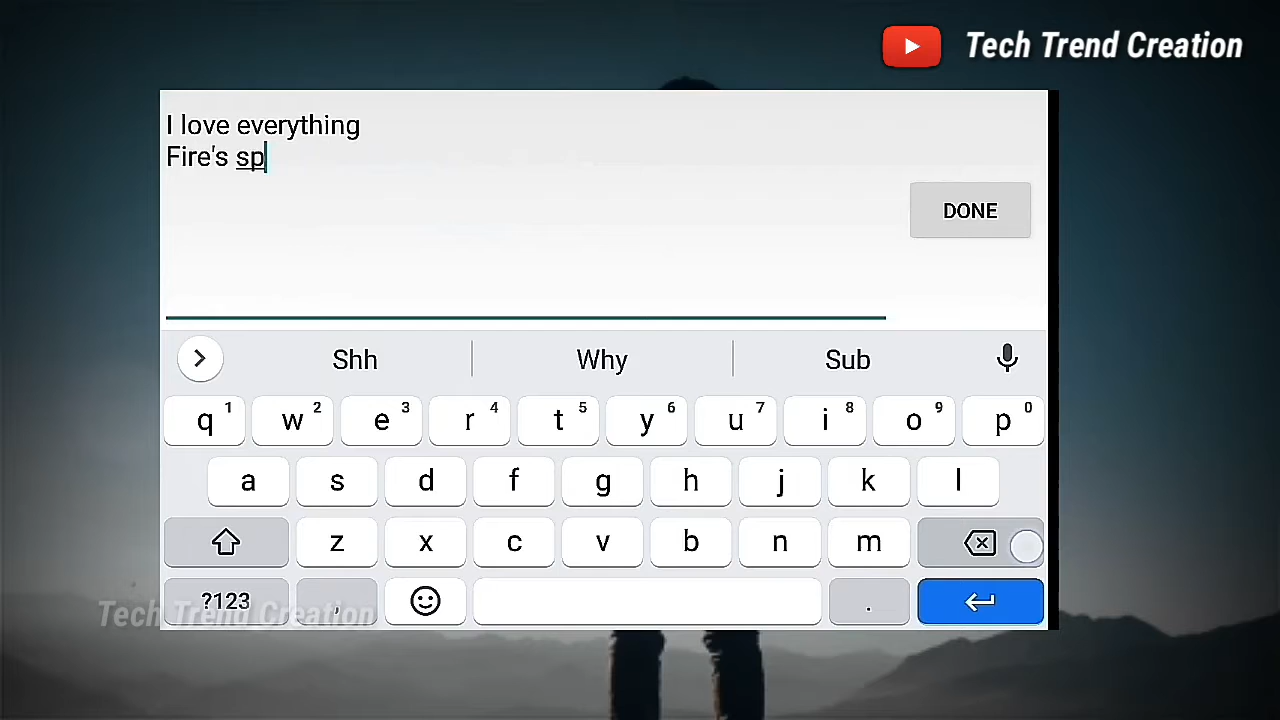 Tech Trend Creation
I love everything
Fire's sp
DONE
Shh Why Sub
q 1 w 2 e 3 r 4 t 5 y 6 u 7 i 8 o 9 p 0
a s d f g h j k l
z x c v b n m
?123 , .
Tech Trend Creation